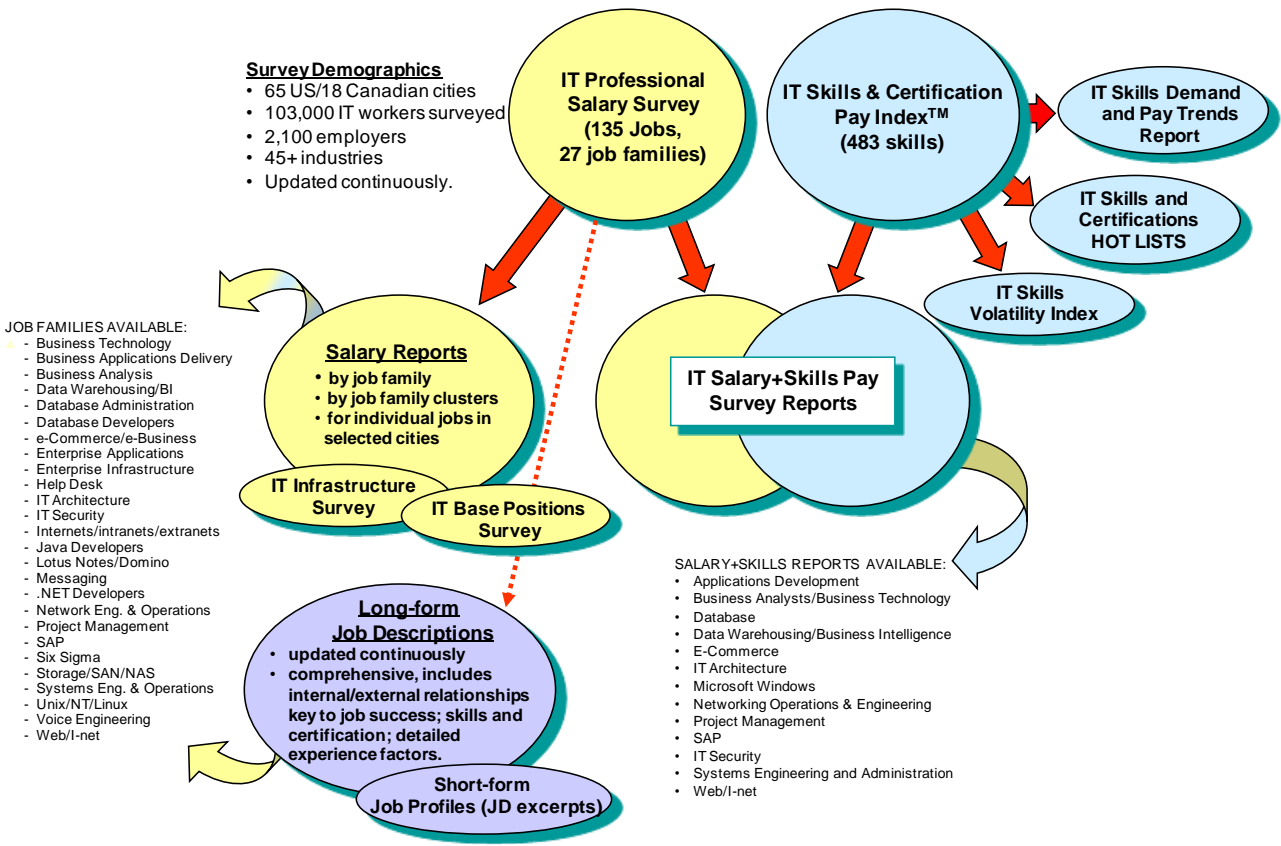 Survey Demographics
• 65 US/18 Canadian cities
• 103,000 IT workers surveyed
• 2,100 employers
• 45+ industries
• Updated continuously.
IT Professional
Salary Survey
(135 Jobs,
27 job families)
IT Skills & Certification
Pay Index™
(483 skills)
IT Skills Demand
and Pay Trends
Report
IT Skills and
Certifications
HOT LISTS
IT Skills
Volatility Index
JOB FAMILIES AVAILABLE:
- Business Technology
- Business Applications Delivery
- Business Analysis
- Data Warehousing/BI
- Database Administration
- Database Developers
- e-Commerce/e-Business
- Enterprise Applications
- Enterprise Infrastructure
- Help Desk
- IT Architecture
- IT Security
- Internets/intranets/extranets
- Java Developers
- Lotus Notes/Domino
- Messaging
- .NET Developers
- Network Eng. & Operations
- Project Management
- SAP
- Six Sigma
- Storage/SAN/NAS
- Systems Eng. & Operations
- Unix/NT/Linux
- Voice Engineering
- Web/I-net
Salary Reports
• by job family
• by job family clusters
• for individual jobs in
selected cities
IT Infrastructure
Survey
IT Base Positions
Survey
IT Salary+Skills Pay
Survey Reports
Long-form
Job Descriptions
• updated continuously
• comprehensive, includes
internal/external relationships
key to job success; skills and
certification; detailed
experience factors.
Short-form
Job Profiles (JD excerpts)
SALARY+SKILLS REPORTS AVAILABLE:
• Applications Development
• Business Analysts/Business Technology
• Database
• Data Warehousing/Business Intelligence
• E-Commerce
• IT Architecture
• Microsoft Windows
• Networking Operations & Engineering
• Project Management
• SAP
• IT Security
• Systems Engineering and Administration
• Web/I-net